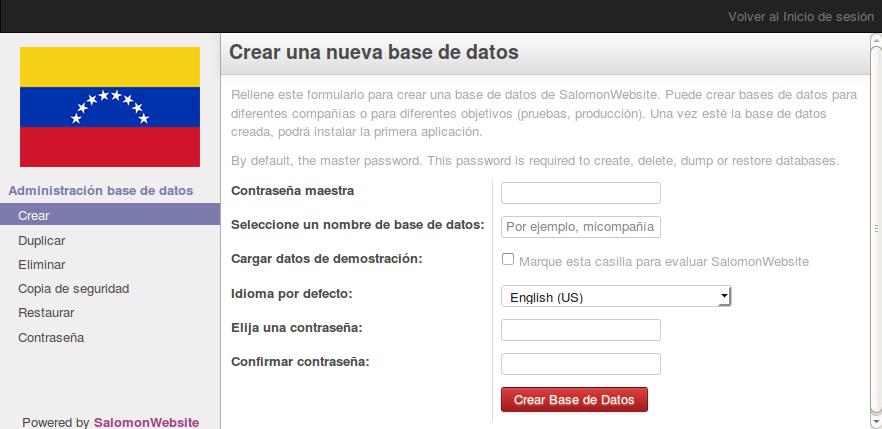 Volver al Inicio de sesión
Crear una nueva base de datos
Rellene este formulario para crear una base de datos de SalomonWebsite. Puede crear bases de datos para
diferentes compañías o para diferentes objetivos (pruebas, producción). Una vez esté la base de datos
creada, podrá instalar la primera aplicación.
By default, the master password. This password is required to create, delete, dump or restore databases.
Administración base de datos
Crear
Duplicar
Eliminar
Copia de seguridad
Restaurar
Contraseña
Contraseña maestra
Seleccione un nombre de base de datos:
Por ejemplo, micompañía
Cargar datos de demostración:
Marque esta casilla para evaluar SalomonWebsite
Idioma por defecto:
English (US)
Elija una contraseña:
Confirmar contraseña:
Crear Base de Datos
Powered by SalomonWebsite